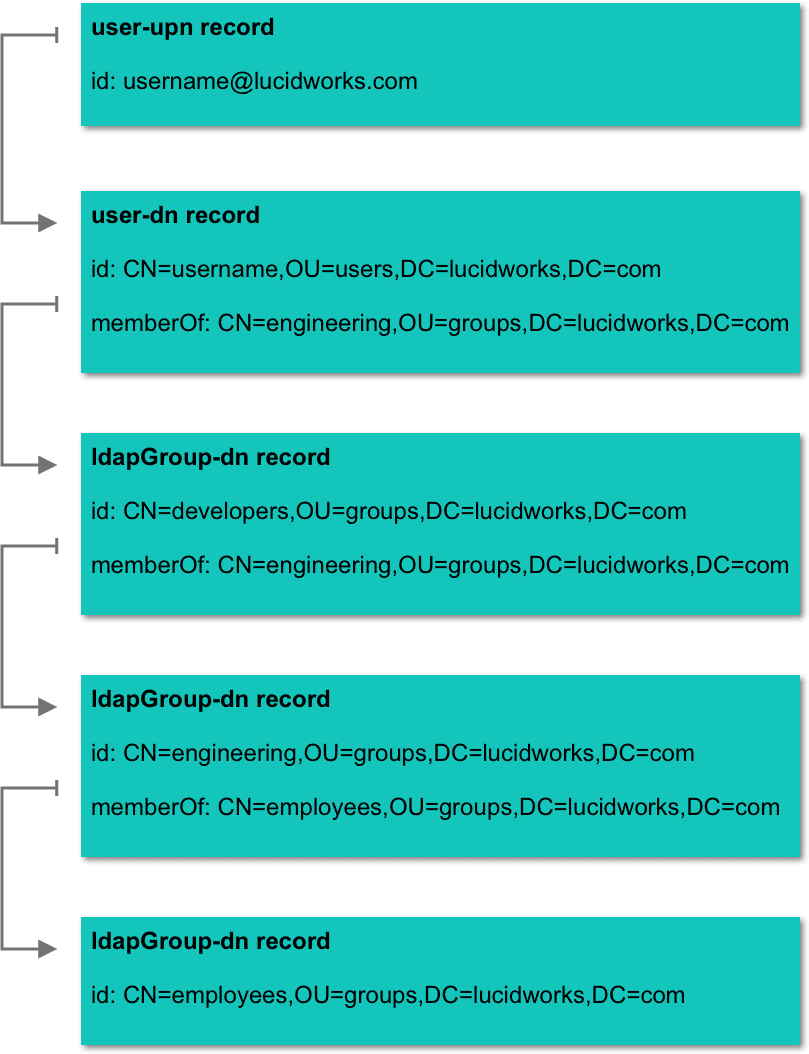 user-upn record
id: username@lucidworks.com
user-dn record
id: CN=username,OU=users,DC=lucidworks,DC=com
memberOf: CN=engineering,OU=groups,DC=lucidworks,DC=com
ldapGroup-dn record
id: CN=developers,OU=groups,DC=lucidworks,DC=com
memberOf: CN=engineering,OU=groups,DC=lucidworks,DC=com
ldapGroup-dn record
id: CN=engineering,OU=groups,DC=lucidworks,DC=com
memberOf: CN=employees,OU=groups,DC=lucidworks,DC=com
ldapGroup-dn record
id: CN=employees,OU=groups,DC=lucidworks,DC=com